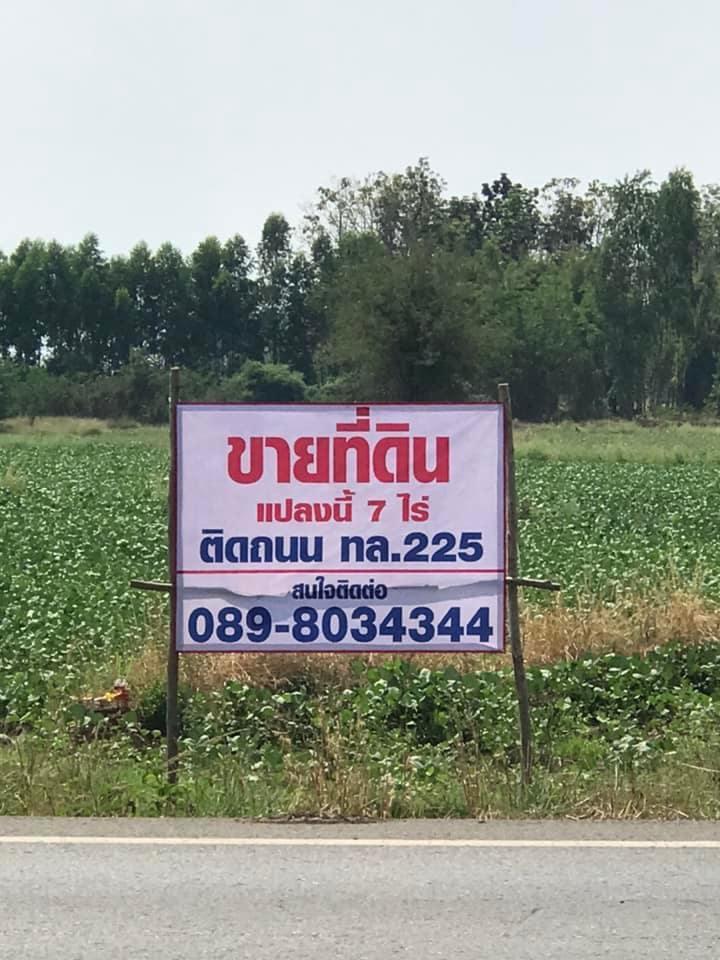 ขายที่ดิน
แปลงนี้ 7 ไร่
ติดถนน ทล.225
สนใจติดต่อ
089-8034344